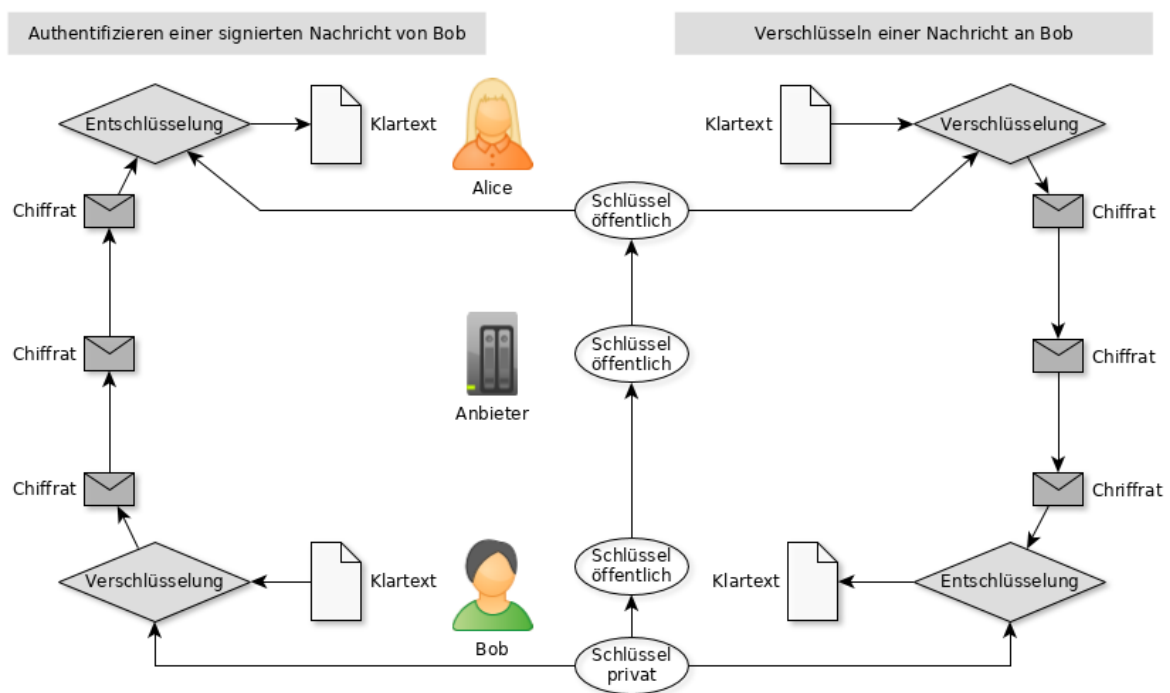 Authentifizieren einer signierten Nachricht von Bob
Verschlüsseln einer Nachricht an Bob
Entschlüsselung
Klartext
Alice
Klartext
Verschlüsselung
Chiffrat
Schlüssel
öffentlich
Chiffrat
Chiffrat
Anbieter
Schlüssel
öffentlich
Chiffrat
Chiffrat
Chriffrat
Verschlüsselung
Klartext
Bob
Schlüssel
öffentlich
Klartext
Entschlüsselung
Schlüssel
privat